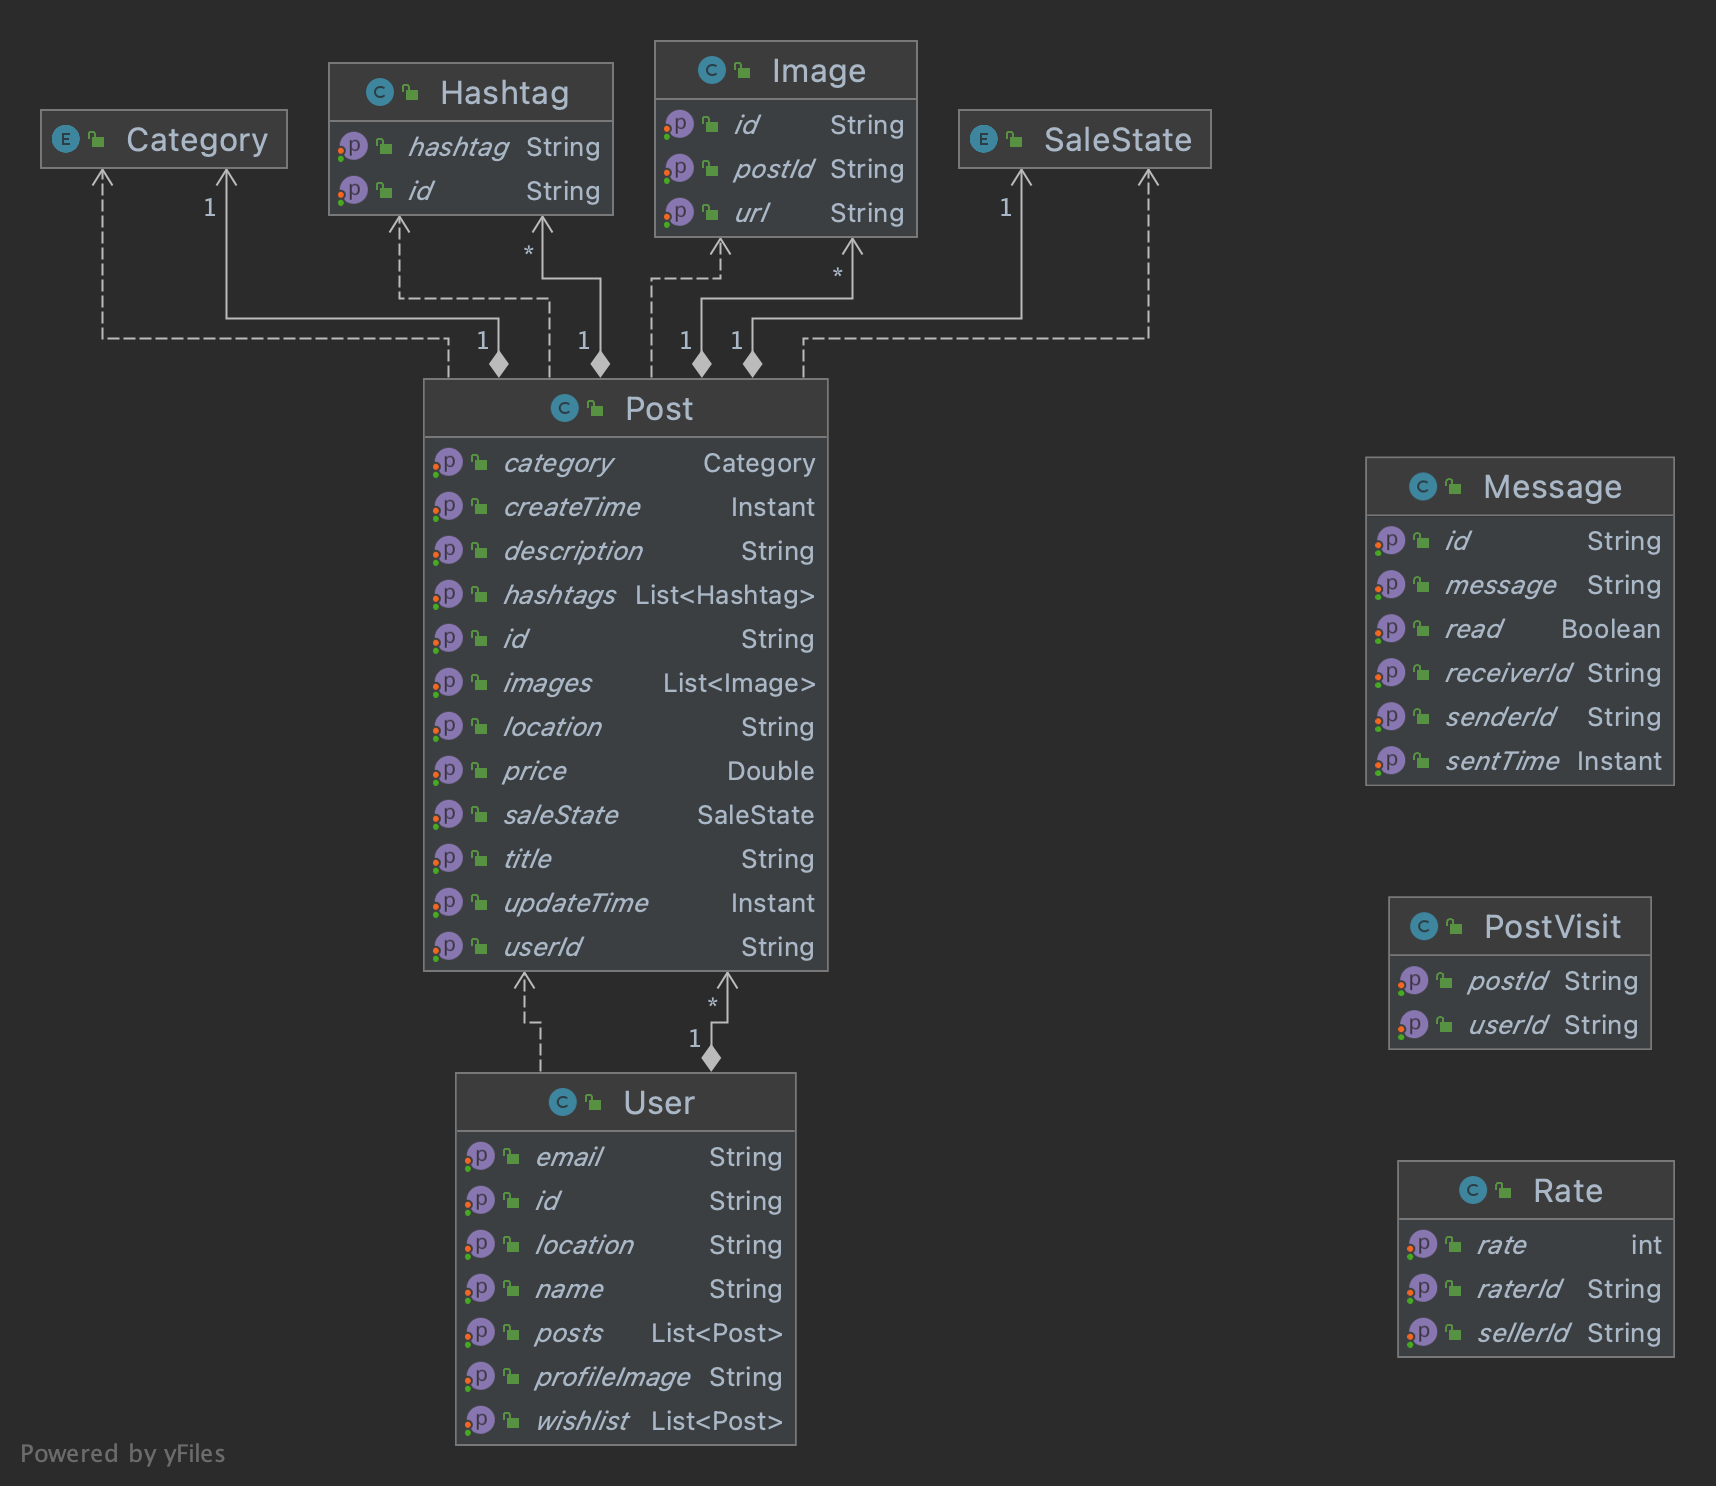 E Category
C Hashtag
p hashtag String
p id String
C Image
p id String
p postId String
p url String
E SaleState
1
*
*
1
1
1
1
1
C Post
p category Category
p createTime Instant
p description String
p hashtags List<Hashtag>
p id String
p images List<Image>
p location String
p price Double
p saleState SaleState
p title String
p updateTime Instant
p userId String
*
1
C User
p email String
p id String
p location String
p name String
p posts List<Post>
p profileImage String
p wishlist List<Post>
C Message
p id String
p message String
p read Boolean
p receiverId String
p senderId String
p sentTime Instant
C PostVisit
p postId String
p userId String
C Rate
p rate int
p raterId String
p sellerId String
Powered by yFiles